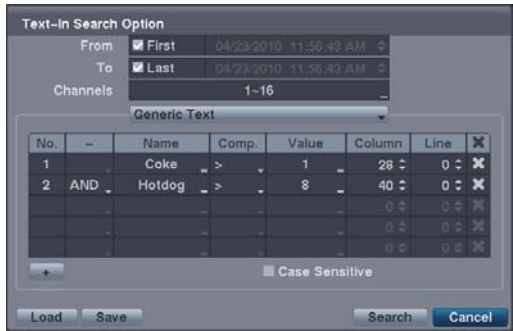 Text-In Search Option
From First 04/23/2010 11:56:43 AM
To Last 04/23/2010 11:56:43 AM
Channels 1~16 ...
Generic Text
No. – Name Comp. Value Column Line
1 Coke > 1 28 0
2 AND Hotdog > 8 40 0
0 0
0 0
0 0
+ Case Sensitive
Load Save Search Cancel